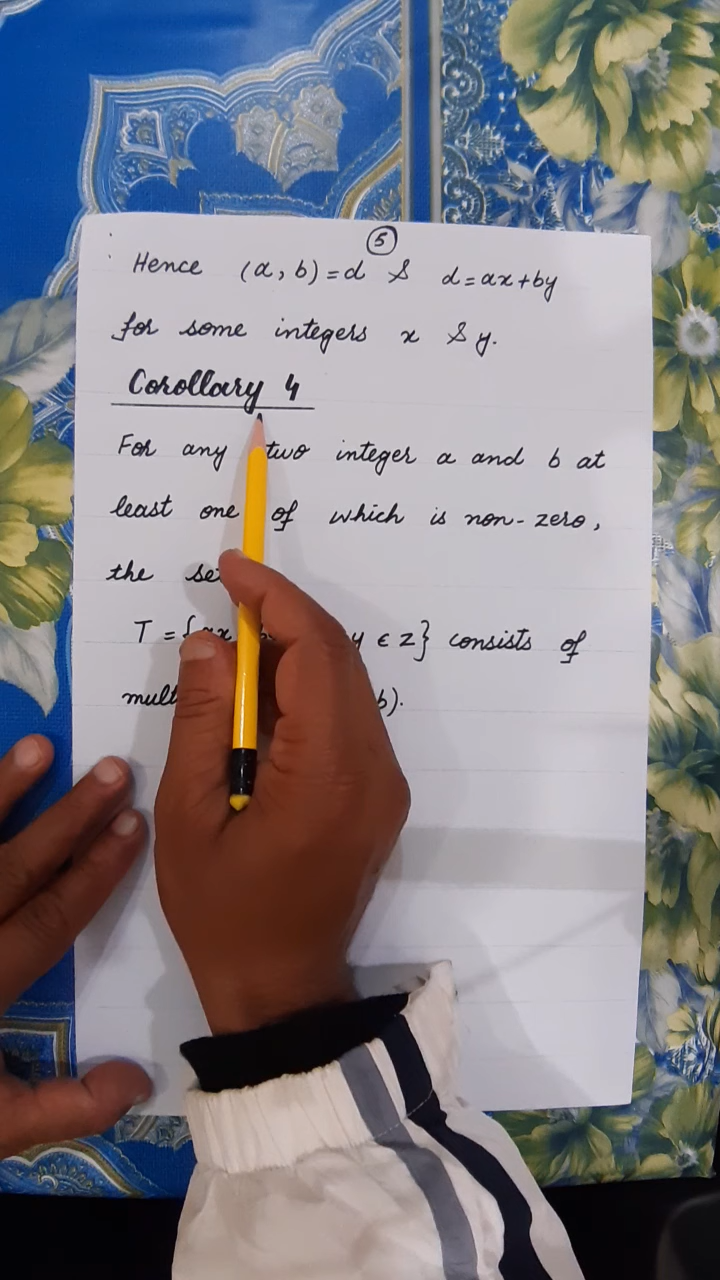 5
∴ Hence (a, b) = d & d = ax + by
for some integers x & y.
Corollary 4
For any two integer a and b at
least one of which is non-zero,
the
T = { y ∈ z} consists of
b).